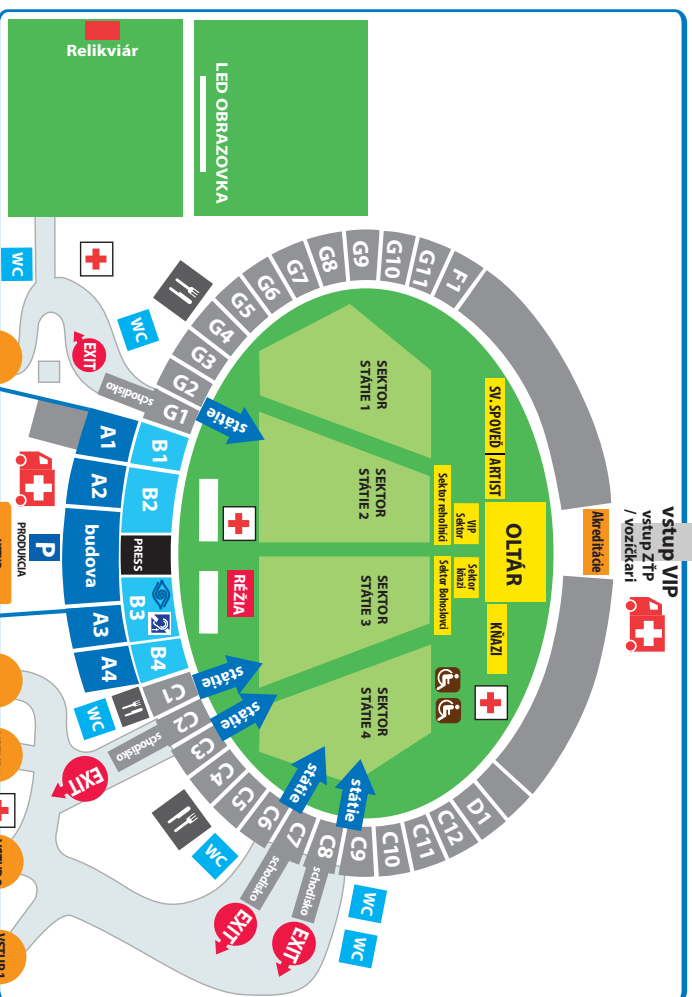 Relikviár
LED OBRAZOVKA
vstup VIP
vstup ZŤP
/ vozičkari
Akreditácie
F1
G11
G10
G9
G8
G7
G6
G5
G4
G3
G2
G1
SV. SPOVEĎ
ARTIST
OLTÁR
KŇAZI
VIP
Sektor
Sektor
kňazi
Sektor rehoľníci
Sektor Bohoslovci
SEKTOR
STÁTIE 1
SEKTOR
STÁTIE 2
SEKTOR
STÁTIE 3
SEKTOR
STÁTIE 4
RÉŽIA
státie
státie
státie
státie
státie
WC
WC
EXIT
schodisko
A1
A2
budova
A3
A4
B1
B2
PRESS
B3
B4
PRODUKCIA
P
C1
C2
C3
C4
C5
C6
C7
C8
C9
C10
C11
C12
D1
WC
schodisko
EXIT
WC
schodisko
EXIT
schodisko
EXIT
WC
WC
VSTUP 1